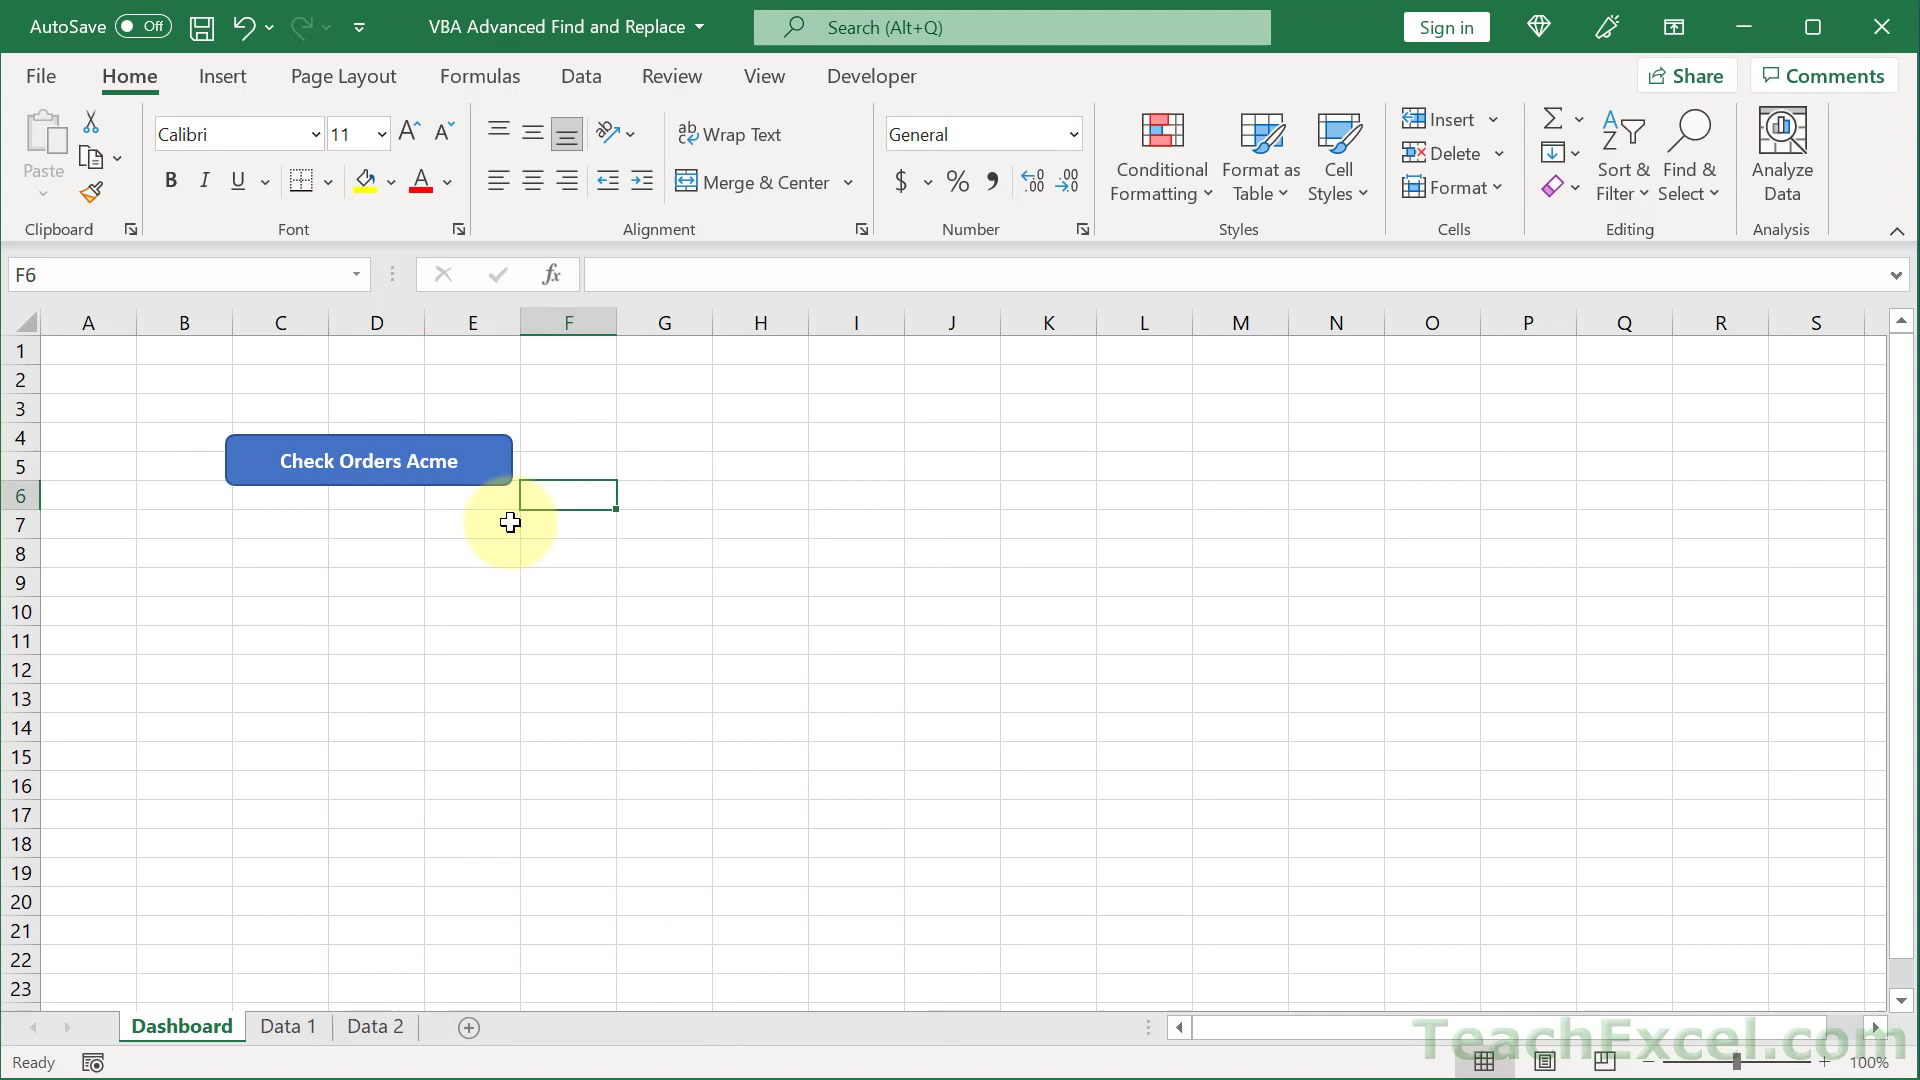 AutoSave Off VBA Advanced Find and Replace Search (Alt+Q) Sign in
File Home Insert Page Layout Formulas Data Review View Developer Share Comments
Calibri 11 Wrap Text General Insert
Paste Conditional Formatting Format as Table Cell Styles Delete Sort & Filter Find & Select Analyze Data
B I U Merge & Center $ % Format
Clipboard Font Alignment Number Styles Cells Editing Analysis
F6 fx
A B C D E F G H I J K L M N O P Q R S
1
2
3
4
Check Orders Acme
5
6
7
8
9
10
11
12
13
14
15
16
17
18
19
20
21
22
23
Dashboard Data 1 Data 2
TeachExcel.com
Ready 100%